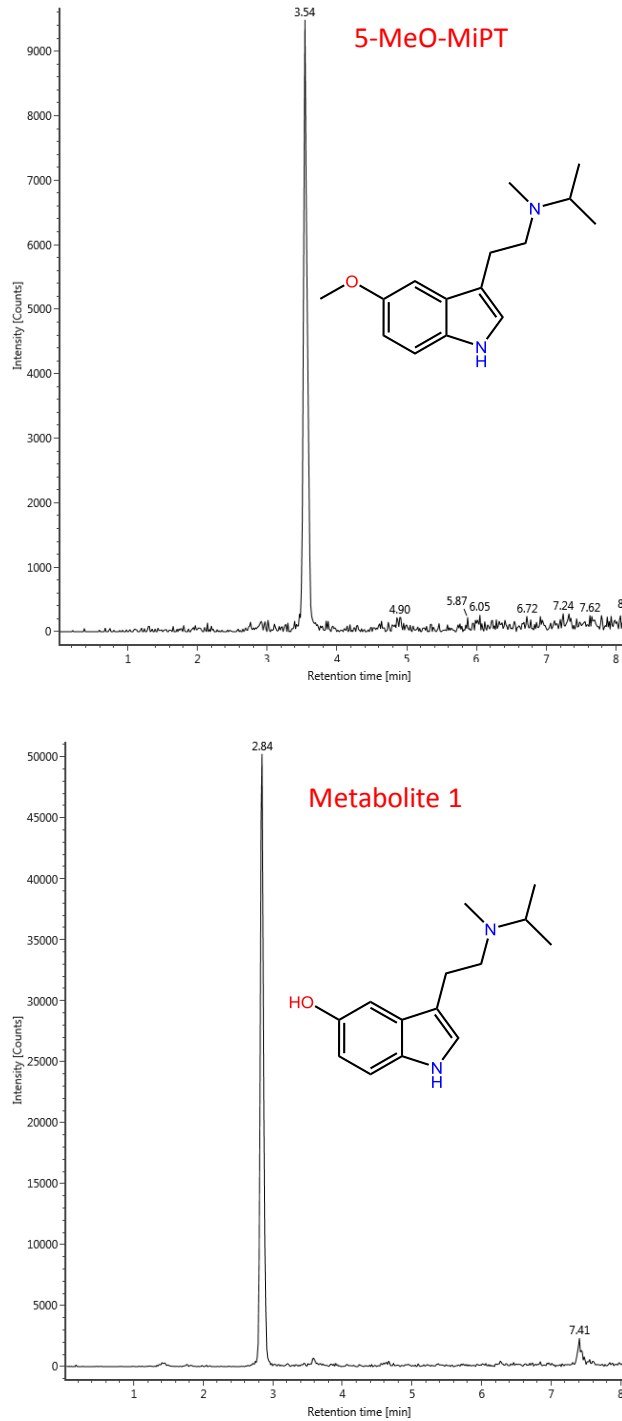 3.54
5-MeO-MiPT
9000
8000
N
7000
6000
O
Intensity [Counts]
5000
N
H
4000
3000
2000
1000
4.90 5.87 6.05 6.72 7.24 7.62 8
0
1 2 3 4 5 6 7 8
Retention time [min]
2.84
50000
Metabolite 1
45000
40000
N
35000
HO
30000
Intensity [Counts]
N
H
25000
20000
15000
10000
5000
7.41
0
1 2 3 4 5 6 7 8
Retention time [min]